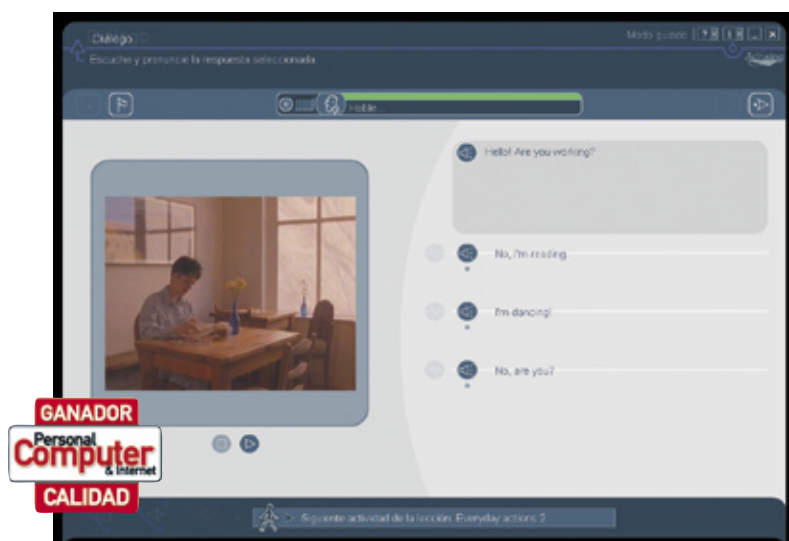 Diálogo
Modo guiado
Escuche y pronuncie la respuesta seleccionada.
Hable...
Hello! Are you working?
No, I'm reading.
I'm dancing!
No, are you?
GANADOR
Personal
Computer
& Internet
CALIDAD
Siguiente actividad de la lección: Everyday actions 2